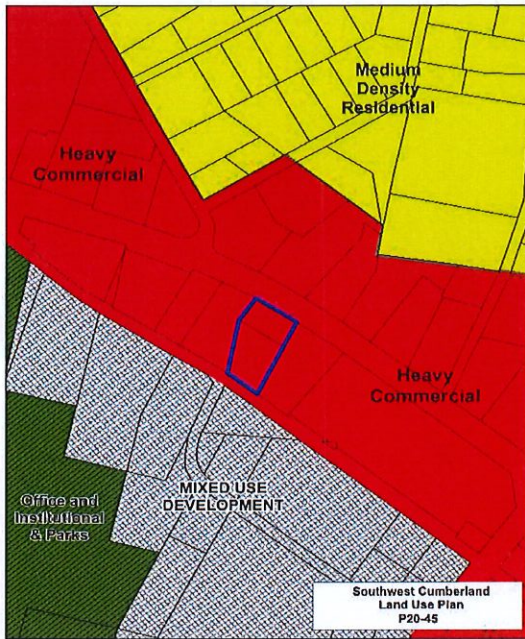 Medium
Density
Residential
Heavy
Commercial
Heavy
Commercial
MIXED USE
DEVELOPMENT
Office and
Institutional
& Parks
Southwest Cumberland
Land Use Plan
P20-45